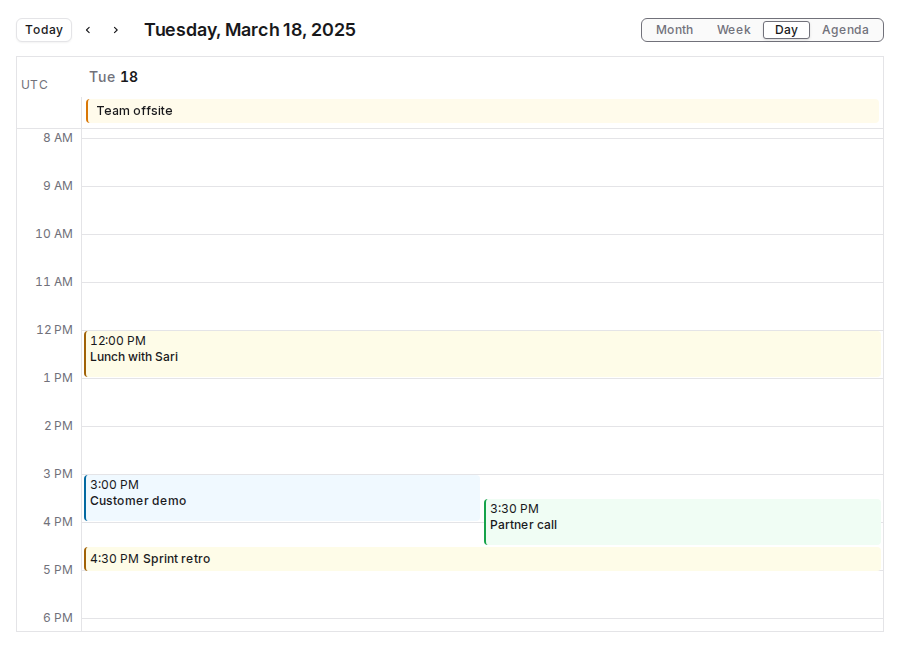 Today
Tuesday, March 18, 2025
Month Week Day Agenda
UTC
Tue 18
Team offsite
8 AM
9 AM
10 AM
11 AM
12 PM
12:00 PM
Lunch with Sari
1 PM
2 PM
3 PM
3:00 PM
Customer demo
3:30 PM
Partner call
4 PM
4:30 PM Sprint retro
5 PM
6 PM